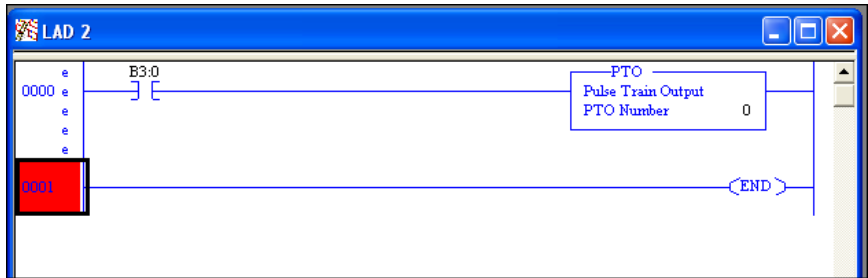 LAD 2
e
B3:0
PTO
0000 e
Pulse Train Output
e
PTO Number 0
e
e
0001
END